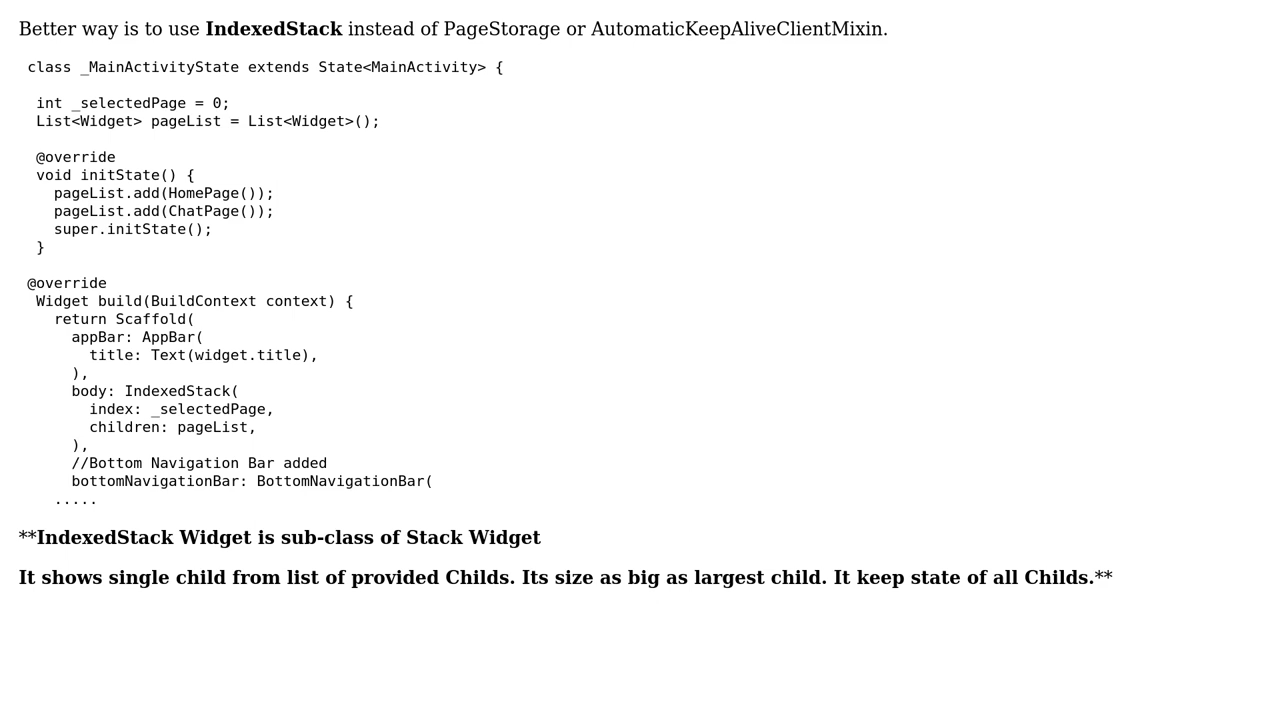 Better way is to use IndexedStack instead of PageStorage or AutomaticKeepAliveClientMixin.
class _MainActivityState extends State<MainActivity> {
int _selectedPage = 0;
List<Widget> pageList = List<Widget>();
@override
void initState() {
pageList.add(HomePage());
pageList.add(ChatPage());
super.initState();
}
@override
Widget build(BuildContext context) {
return Scaffold(
appBar: AppBar(
title: Text(widget.title),
),
body: IndexedStack(
index: _selectedPage,
children: pageList,
),
//Bottom Navigation Bar added
bottomNavigationBar: BottomNavigationBar(
.....
**IndexedStack Widget is sub-class of Stack Widget
It shows single child from list of provided Childs. Its size as big as largest child. It keep state of all Childs.**